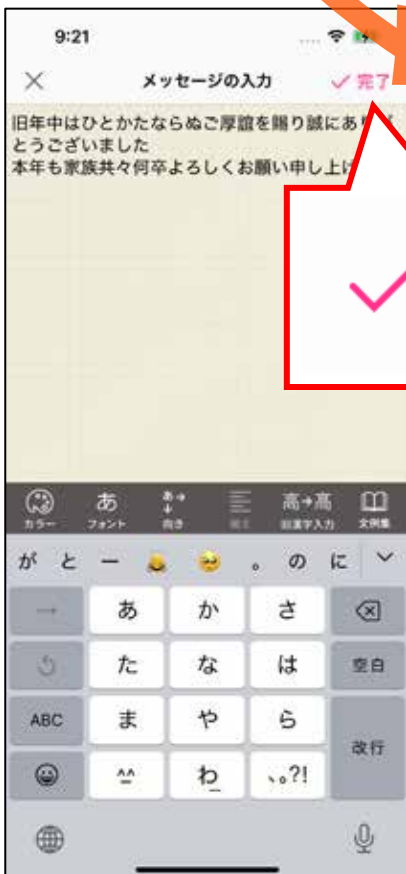 9:21
メッセージの入力
完了
旧年中はひとかたならぬご厚誼を賜り誠にあり
とうございました
本年も家族共々何卒よろしくお願い申し上げ
あ
あ
高→髙
カラー
フォント
向き
旧漢字入力
文例集
が と ー 。 の に
→ あ か さ
た な は 空白
ABC ま や ら 改行
^^ わ 、。?!